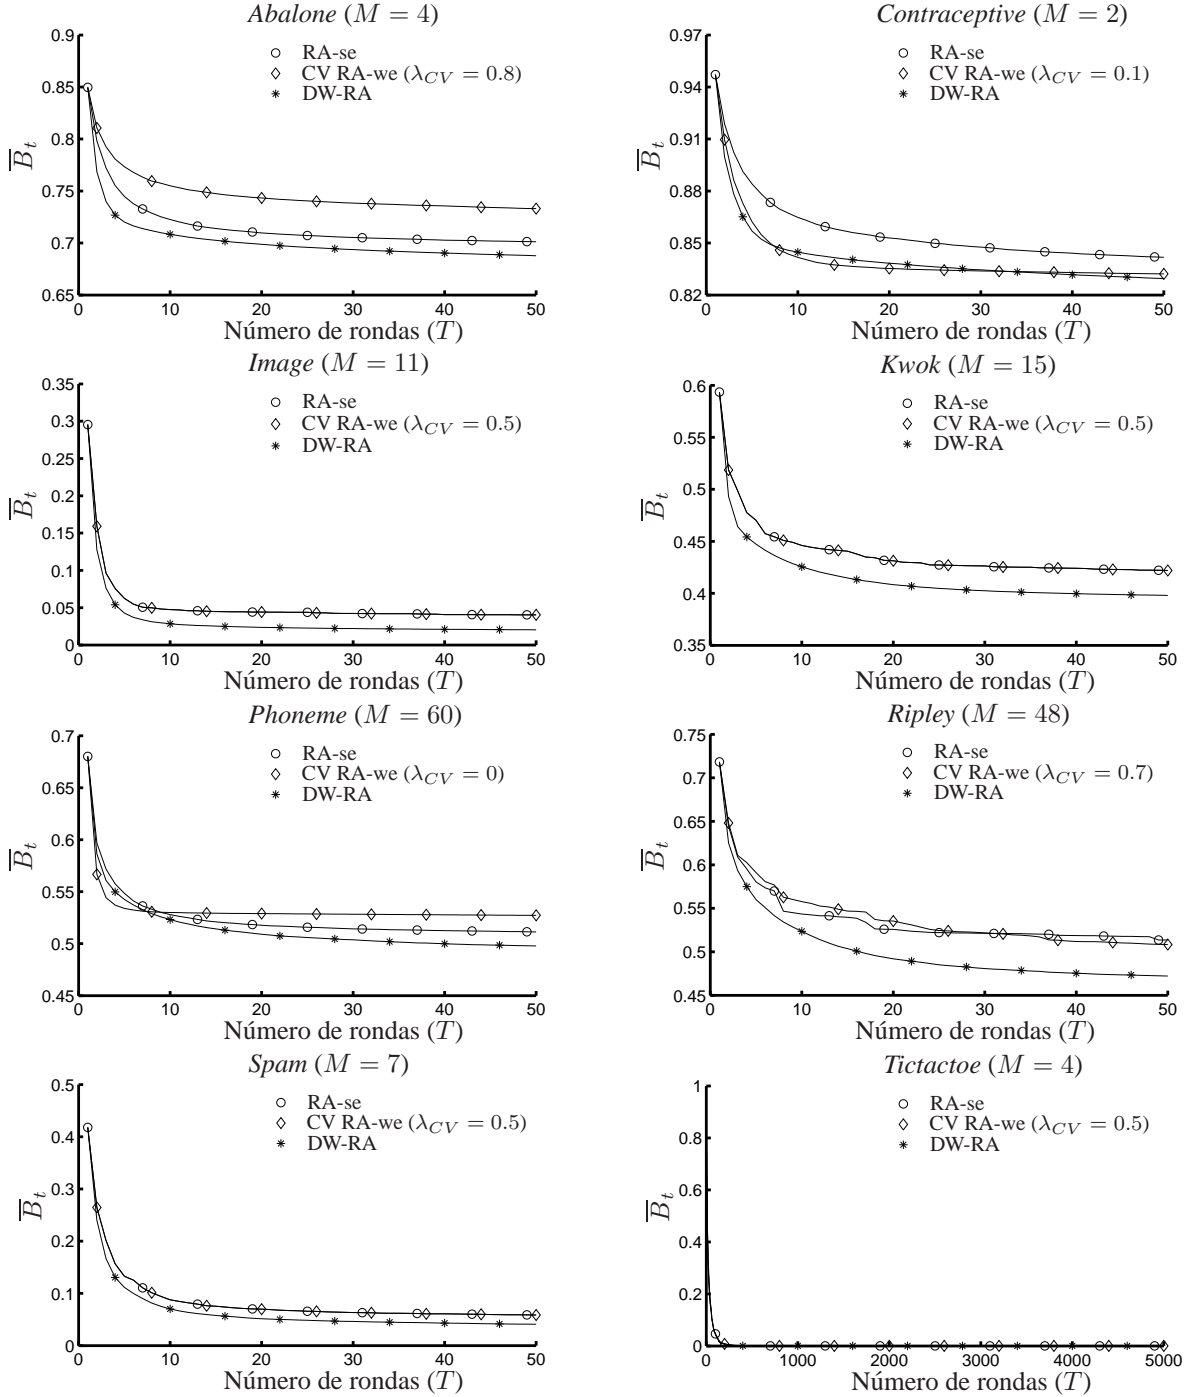 Abalone (M = 4)
0.9
0.85
0.8
0.75
0.7
0.65
B̅t
RA-se
CV RA-we (λCV = 0.8)
DW-RA
0 10 20 30 40 50
Número de rondas (T)
Contraceptive (M = 2)
0.97
0.94
0.91
0.88
0.85
0.82
B̅t
RA-se
CV RA-we (λCV = 0.1)
DW-RA
0 10 20 30 40 50
Número de rondas (T)
Image (M = 11)
0.35
0.3
0.25
0.2
0.15
0.1
0.05
0
B̅t
RA-se
CV RA-we (λCV = 0.5)
DW-RA
0 10 20 30 40 50
Número de rondas (T)
Kwok (M = 15)
0.6
0.55
0.5
0.45
0.4
0.35
B̅t
RA-se
CV RA-we (λCV = 0.5)
DW-RA
0 10 20 30 40 50
Número de rondas (T)
Phoneme (M = 60)
0.7
0.65
0.6
0.55
0.5
0.45
B̅t
RA-se
CV RA-we (λCV = 0)
DW-RA
0 10 20 30 40 50
Número de rondas (T)
Ripley (M = 48)
0.75
0.7
0.65
0.6
0.55
0.5
0.45
B̅t
RA-se
CV RA-we (λCV = 0.7)
DW-RA
0 10 20 30 40 50
Número de rondas (T)
Spam (M = 7)
0.5
0.4
0.3
0.2
0.1
0
B̅t
RA-se
CV RA-we (λCV = 0.5)
DW-RA
0 10 20 30 40 50
Número de rondas (T)
Tictactoe (M = 4)
1
0.8
0.6
0.4
0.2
0
B̅t
RA-se
CV RA-we (λCV = 0.5)
DW-RA
0 1000 2000 3000 4000 5000
Número de rondas (T)